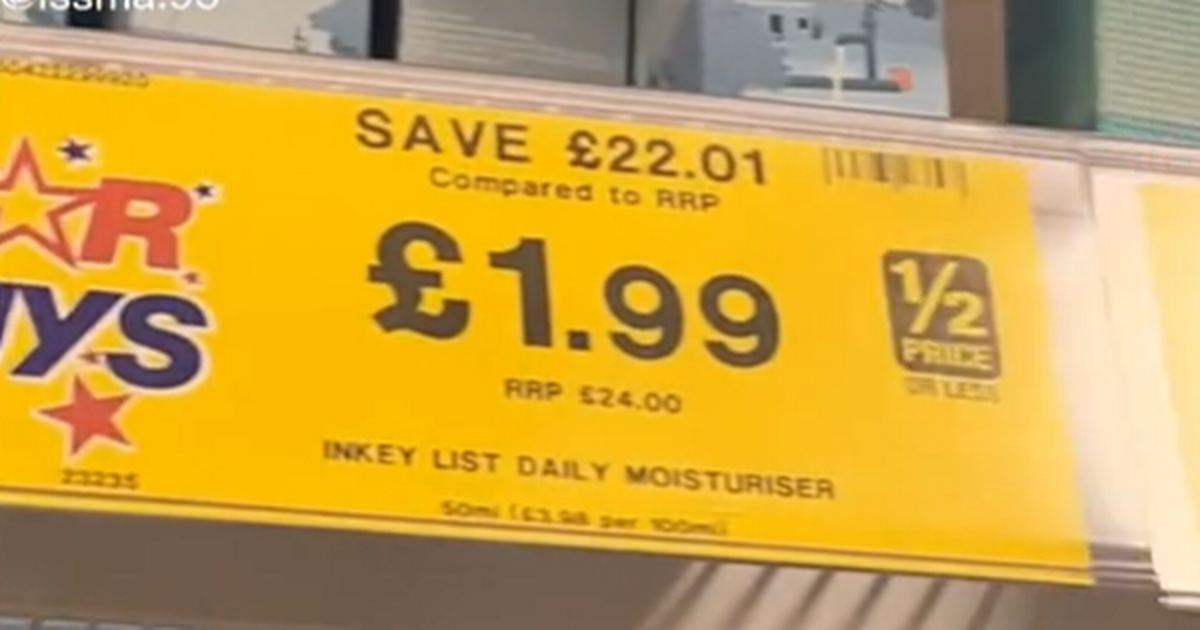 SAVE £22.01
Compared to RRP
£1.99
RRP £24.00
INKEY LIST DAILY MOISTURISER
50ml (£3.98 per 100ml)
1/2
PRICE
OR LESS
23235